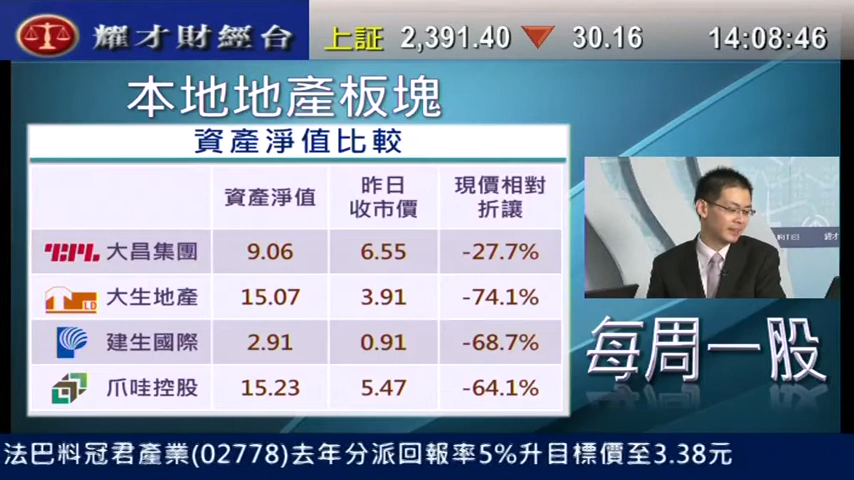 耀才財經台
上証 2,391.40 30.16 14:08:46
本地地產板塊
資產淨值比較
資產淨值 昨日收市價 現價相對折讓
大昌集團 9.06 6.55 -27.7%
大生地產 15.07 3.91 -74.1%
建生國際 2.91 0.91 -68.7%
爪哇控股 15.23 5.47 -64.1%
每周一股
法巴料冠君產業(02778)去年分派回報率5%升目標價至3.38元